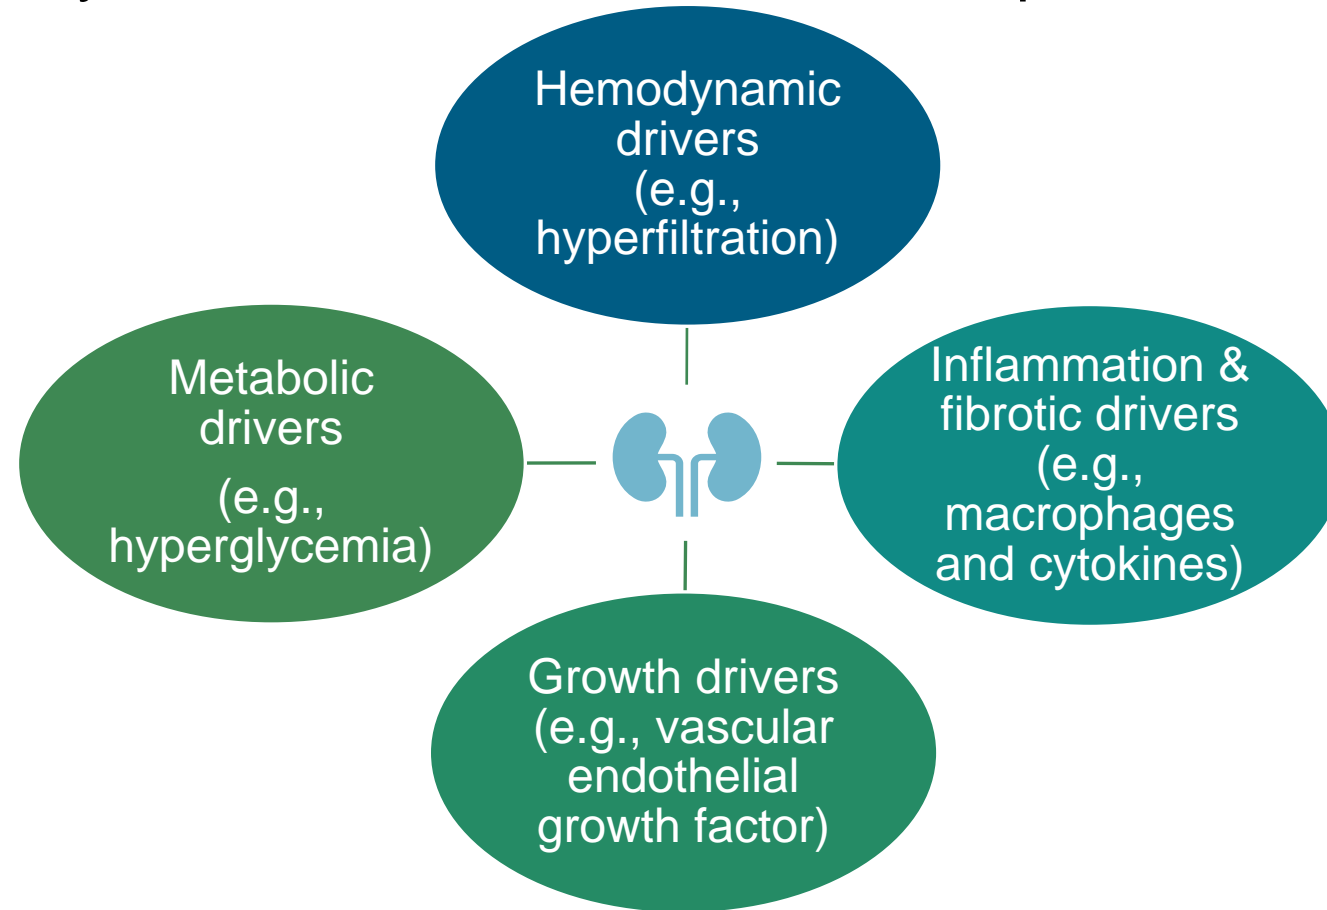 Hemodynamic
drivers
(e.g.,
hyperfiltration)
Metabolic
drivers
(e.g.,
hyperglycemia)
Inflammation &
fibrotic drivers
(e.g.,
macrophages
and cytokines)
Growth drivers
(e.g., vascular
endothelial
growth factor)